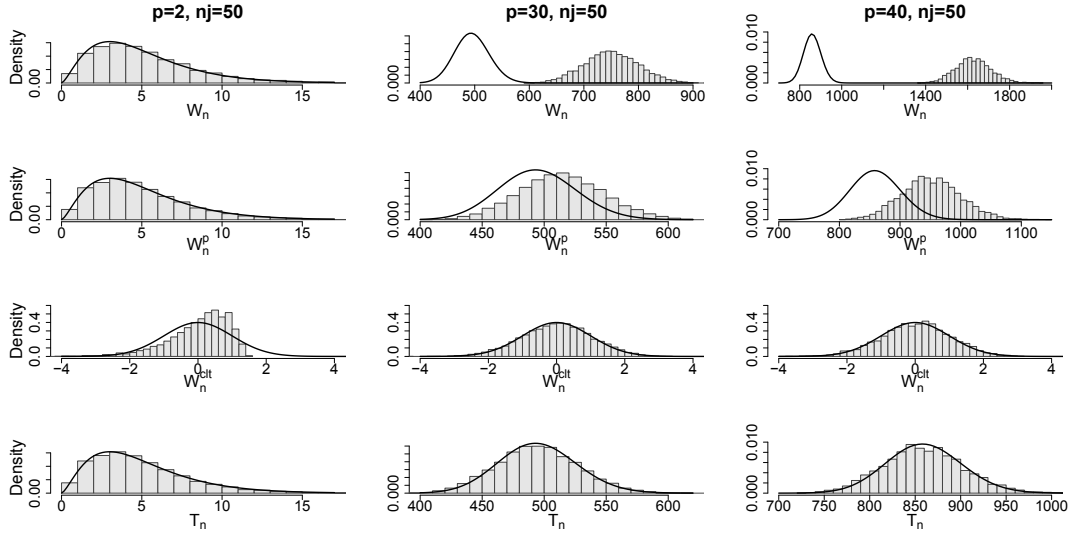 p=2, nj=50 p=30, nj=50 p=40, nj=50
Density 0.00 0.000 0.000 0.010
0 5 10 15 400 500 600 700 800 900 800 1000 1400 1800
Wn Wn Wn
Density 0.00 0.000 0.000 0.010
0 5 10 15 400 450 500 550 600 700 800 900 1000 1100
Wnp Wnp Wnp
Density 0.0 0.4 0.0 0.4 0.0 0.4
−4 −2 0 2 4 −4 −2 0 2 4 −4 −2 0 2 4
Wnclt Wnclt Wnclt
Density 0.00 0.000 0.000 0.010
0 5 10 15 400 450 500 550 600 700 750 800 850 900 950 1000
Tn Tn Tn